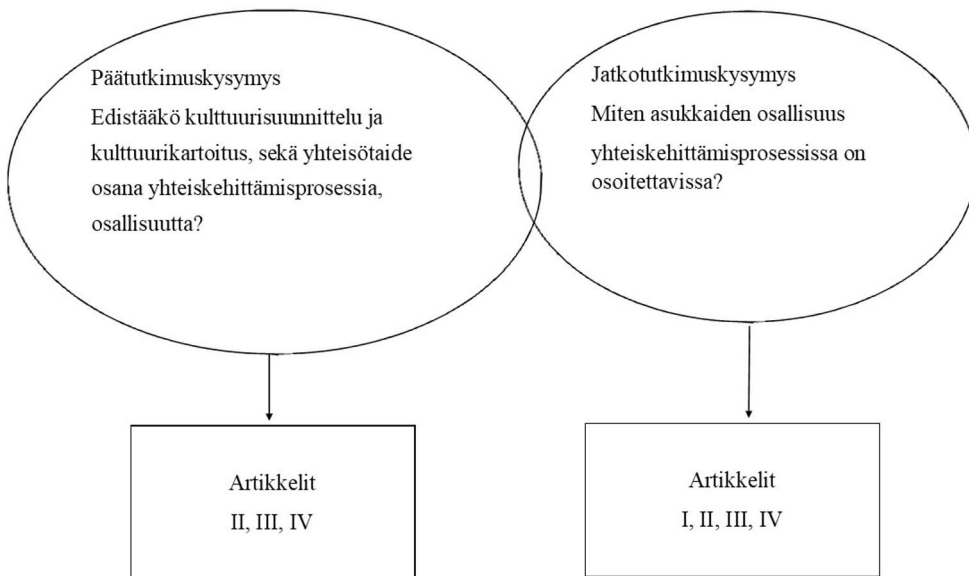 Päätutkimuskysymys
Edistääkö kulttuurisuunnittelu ja
kulttuurikartoitus, sekä yhteisötaide
osana yhteiskehittämisprosessia,
osallisuutta?
Jatkotutkimuskysymys
Miten asukkaiden osallisuus
yhteiskehittämisprosessissa on
osoitettavissa?
Artikkelit
II, III, IV
Artikkelit
I, II, III, IV